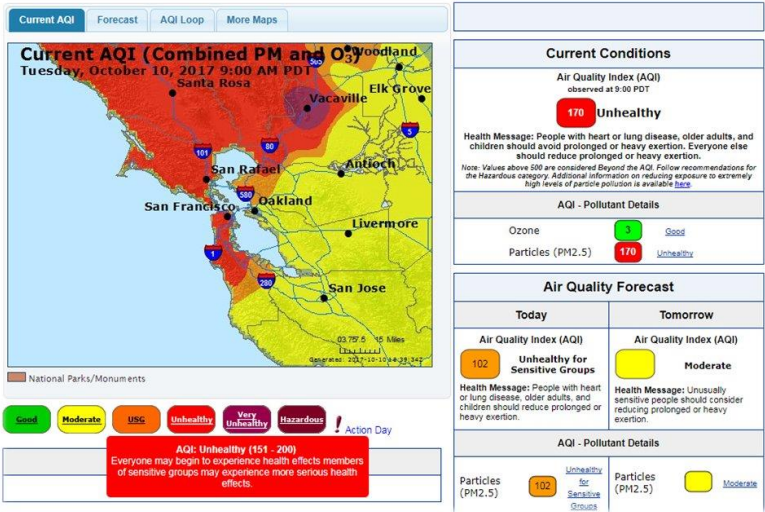 Current AQI
Forecast
AQI Loop
More Maps
Current AQI (Combined PM and O3)
Tuesday, October 10, 2017 9:00 AM PDT
Woodland
505
Santa Rosa
Elk Grove
Vacaville
5
80
101
Antioch
San Rafael
580
San Francisco
Oakland
Livermore
1
280
San Jose
15 Miles
National Parks/Monuments
Good
Moderate
USG
Unhealthy
Very
Unhealthy
Hazardous
! Action Day
AQI: Unhealthy (151 - 200)
Everyone may begin to experience health effects members
of sensitive groups may experience more serious health
effects.
Current Conditions
Air Quality Index (AQI)
observed at 9:00 PDT
170 Unhealthy
Health Message: People with heart or lung disease, older adults, and
children should avoid prolonged or heavy exertion. Everyone else
should reduce prolonged or heavy exertion.
Note: Values above 500 are considered Beyond the AQI. Follow recommendations for
the Hazardous category. Additional information on reducing exposure to extremely
high levels of particle pollution is available here.
AQI - Pollutant Details
Ozone 3 Good
Particles (PM2.5) 170 Unhealthy
Air Quality Forecast
Today
Air Quality Index (AQI)
102
Unhealthy for
Sensitive Groups
Health Message: People with heart
or lung disease, older adults, and
children should reduce prolonged or
heavy exertion.
Tomorrow
Air Quality Index (AQI)
Moderate
Health Message: Unusually
sensitive people should consider
reducing prolonged or heavy
exertion.
AQI - Pollutant Details
Particles
(PM2.5)
102
Unhealthy
for
Sensitive
Groups
Particles
(PM2.5)
Moderate